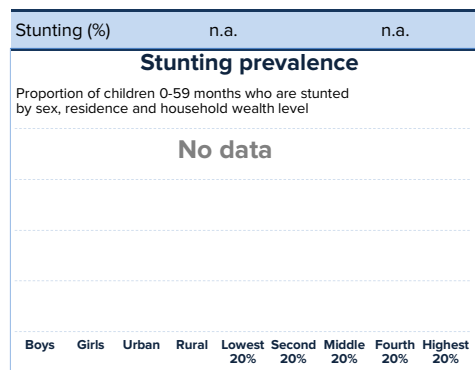 Stunting (%) n.a. n.a.
Stunting prevalence
Proportion of children 0-59 months who are stunted
by sex, residence and household wealth level
No data
Boys Girls Urban Rural Lowest Second Middle Fourth Highest
20% 20% 20% 20% 20%